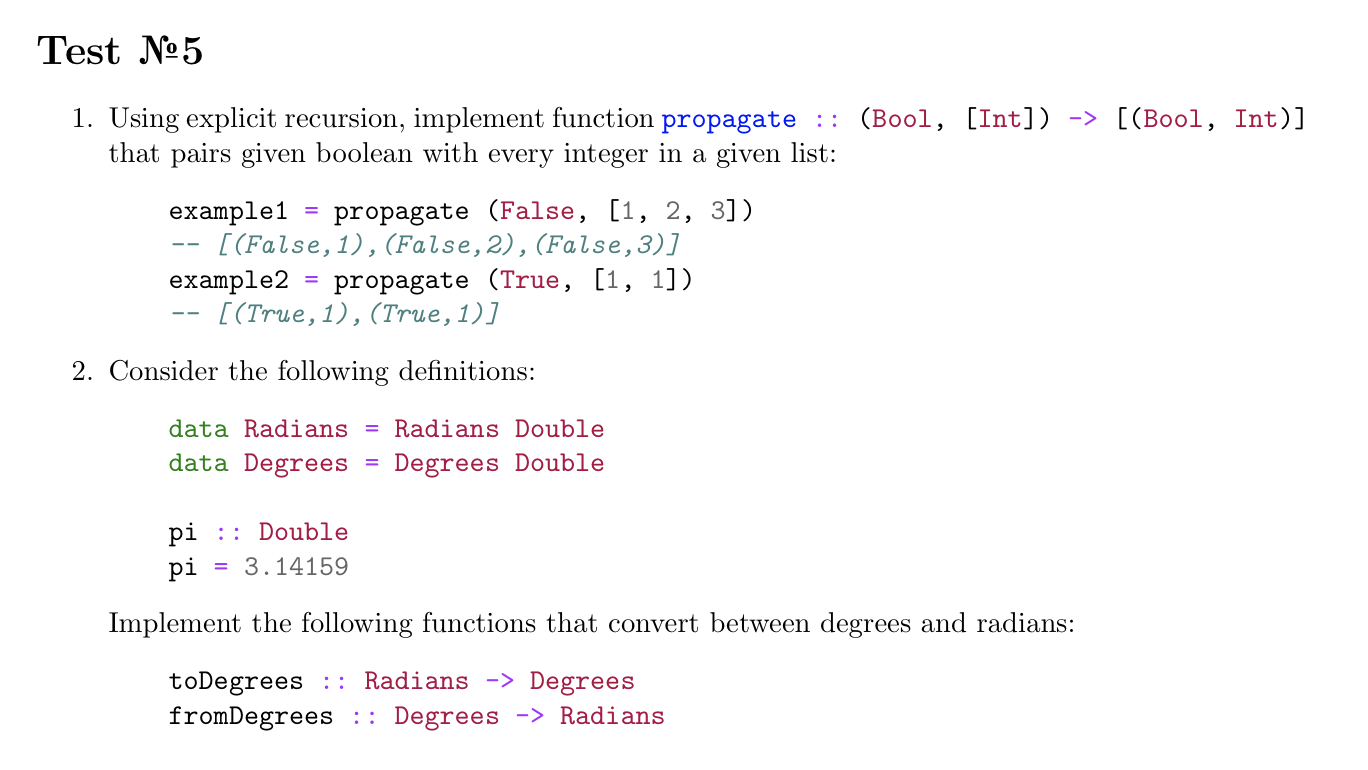 Test №5
1. Using explicit recursion, implement function propagate :: (Bool, [Int]) -> [(Bool, Int)]
that pairs given boolean with every integer in a given list:
example1 = propagate (False, [1, 2, 3])
-- [(False,1),(False,2),(False,3)]
example2 = propagate (True, [1, 1])
-- [(True,1),(True,1)]
2. Consider the following definitions:
data Radians = Radians Double
data Degrees = Degrees Double
pi :: Double
pi = 3.14159
Implement the following functions that convert between degrees and radians:
toDegrees :: Radians -> Degrees
fromDegrees :: Degrees -> Radians